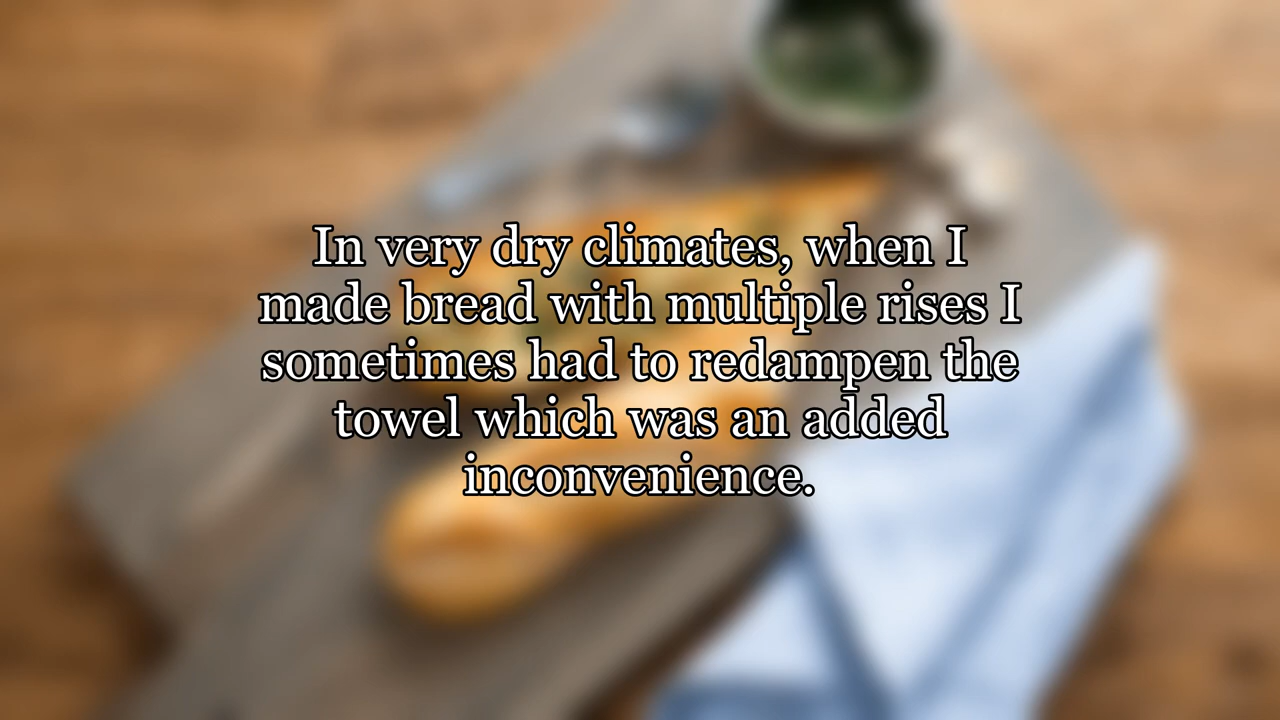 In very dry climates, when I
made bread with multiple rises I
sometimes had to redampen the
towel which was an added
inconvenience.